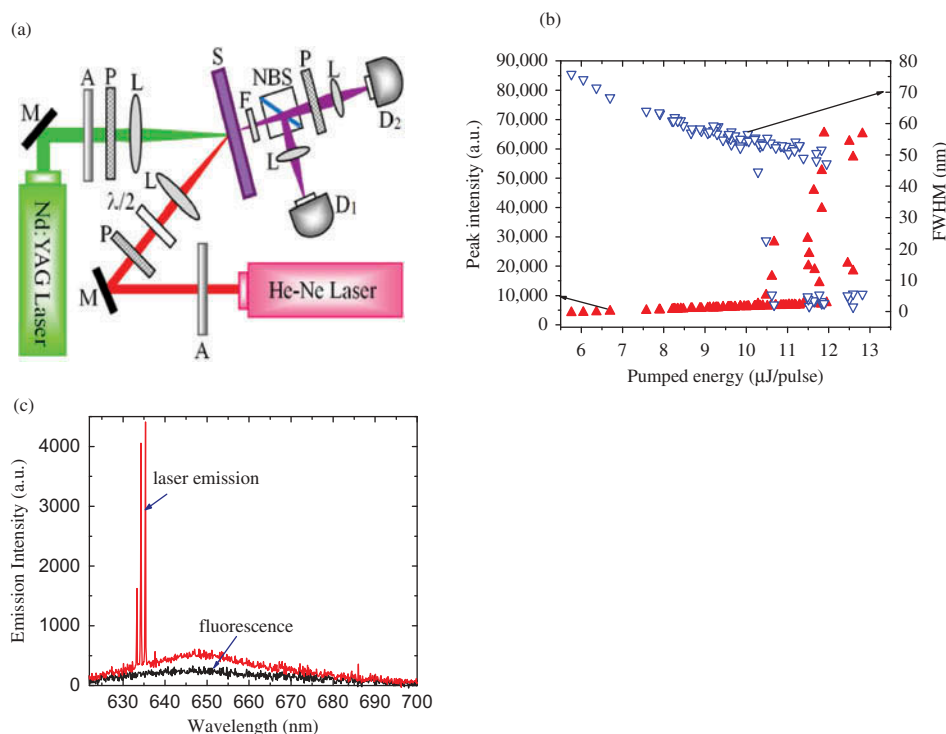 (a)
S
NBS P L
A P L
F
M
D2
L
L
λ/2
D1
P
Nd:YAG Laser
M
He-Ne Laser
A
(b)
90,000
80,000
70,000
60,000
50,000
40,000
30,000
20,000
10,000
0
Peak intensity (a.u.)
80
70
60
50
40
30
20
10
0
FWHM (nm)
6 7 8 9 10 11 12 13
Pumped energy (μJ/pulse)
(c)
4000
3000
2000
1000
500
0
Emission Intensity (a.u.)
laser emission
fluorescence
630 640 650 660 670 680 690 700
Wavelength (nm)